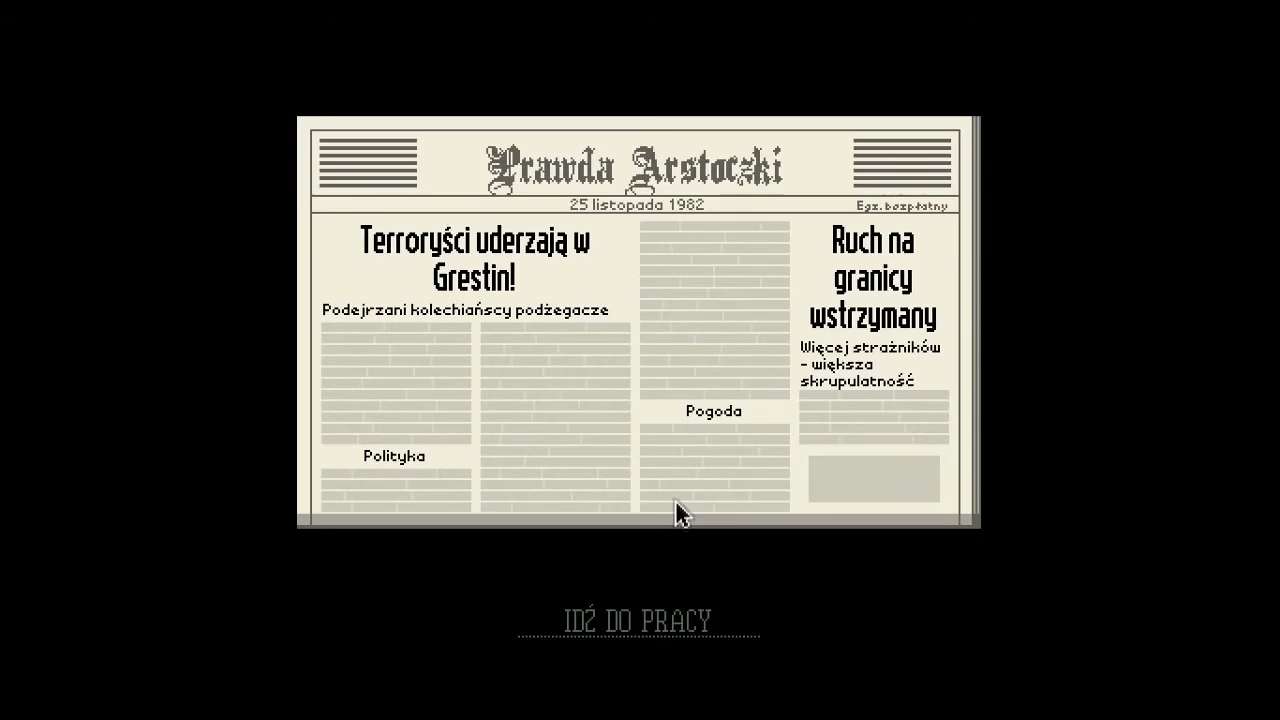 Prawda Arstoczki
25 listopada 1982
Egz. bezpłatny
Terroryści uderzają w
Grestin!
Podejrzani kolechiańscy podżegacze
Polityka
Pogoda
Ruch na
granicy
wstrzymany
Więcej strażników
- większa
skrupulatność
IDŹ DO PRACY